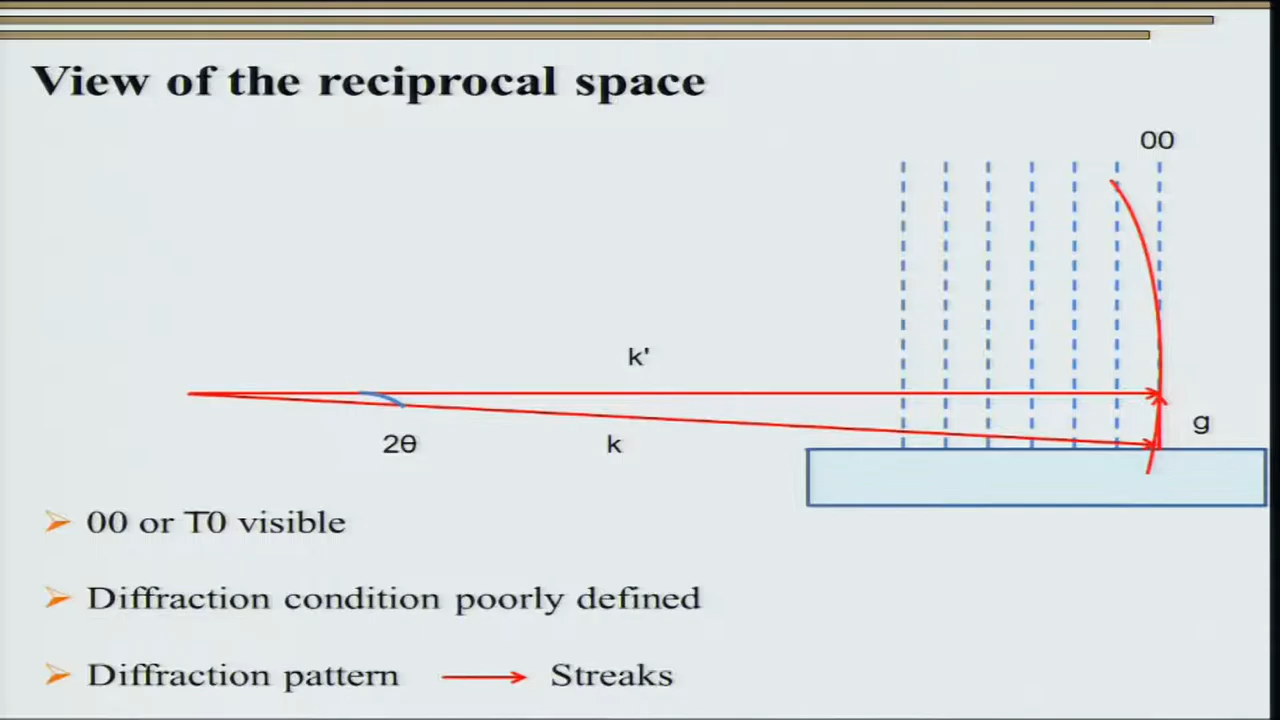 View of the reciprocal space
00
k'
g
2θ
k
00 or T0 visible
Diffraction condition poorly defined
Diffraction pattern → Streaks